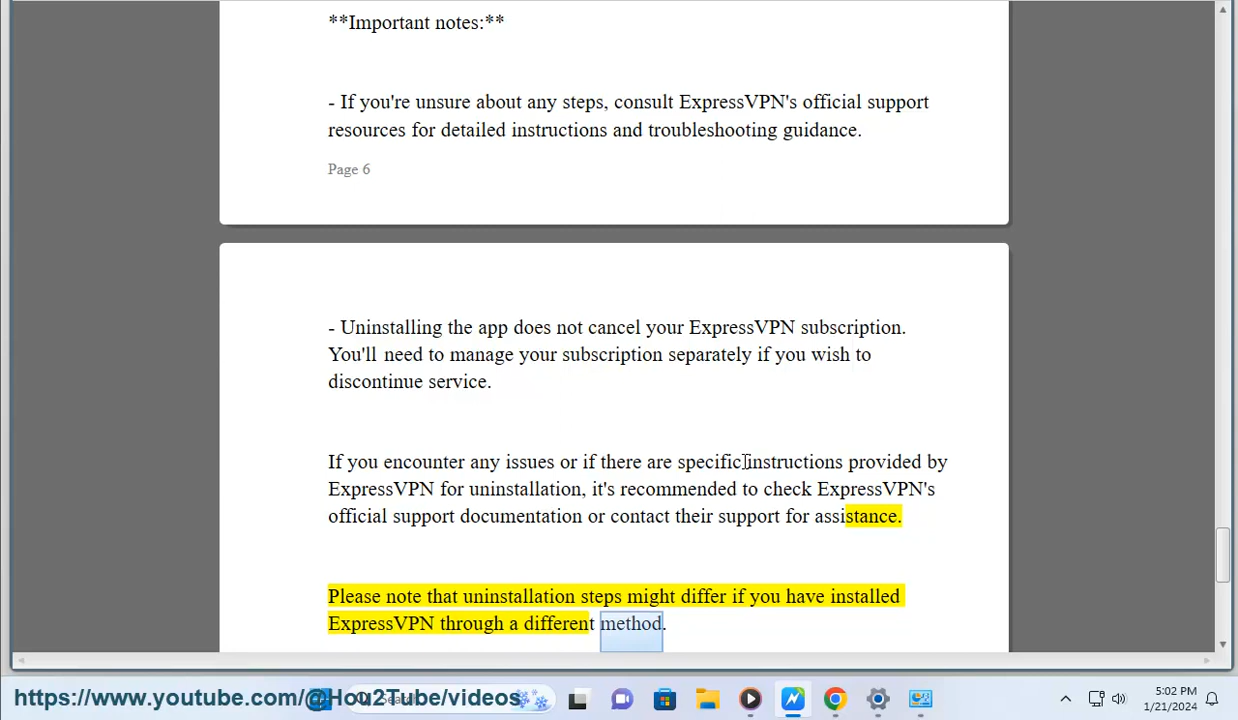 **Important notes:**
- If you're unsure about any steps, consult ExpressVPN's official support
resources for detailed instructions and troubleshooting guidance.
Page 6
- Uninstalling the app does not cancel your ExpressVPN subscription.
You'll need to manage your subscription separately if you wish to
discontinue service.
If you encounter any issues or if there are specific instructions provided by
ExpressVPN for uninstallation, it's recommended to check ExpressVPN's
official support documentation or contact their support for assistance.
Please note that uninstallation steps might differ if you have installed
ExpressVPN through a different method.
https://www.youtube.com/@Hou2Tube/videos
Search
5:02 PM
1/21/2024